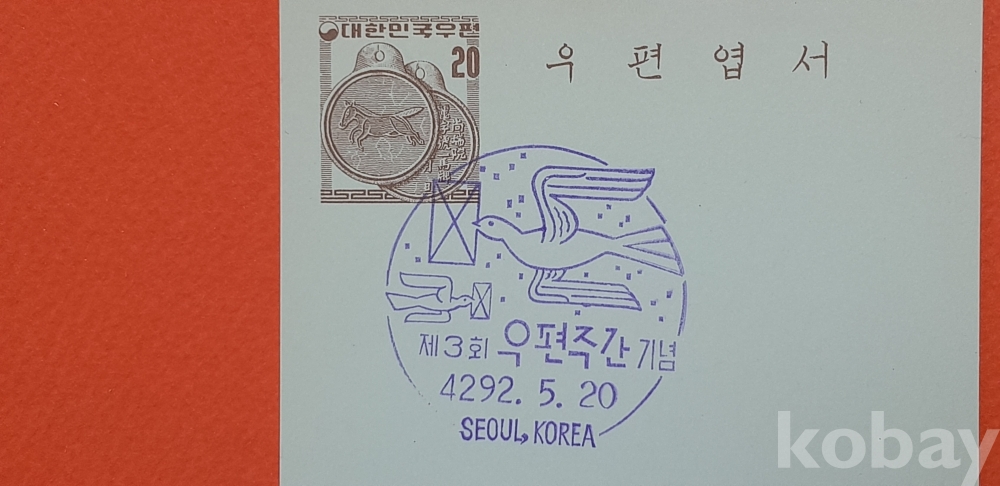 대한민국우편
20
우편엽서
제3회 우편주간 기념
4292. 5. 20
SEOUL, KOREA
kobay